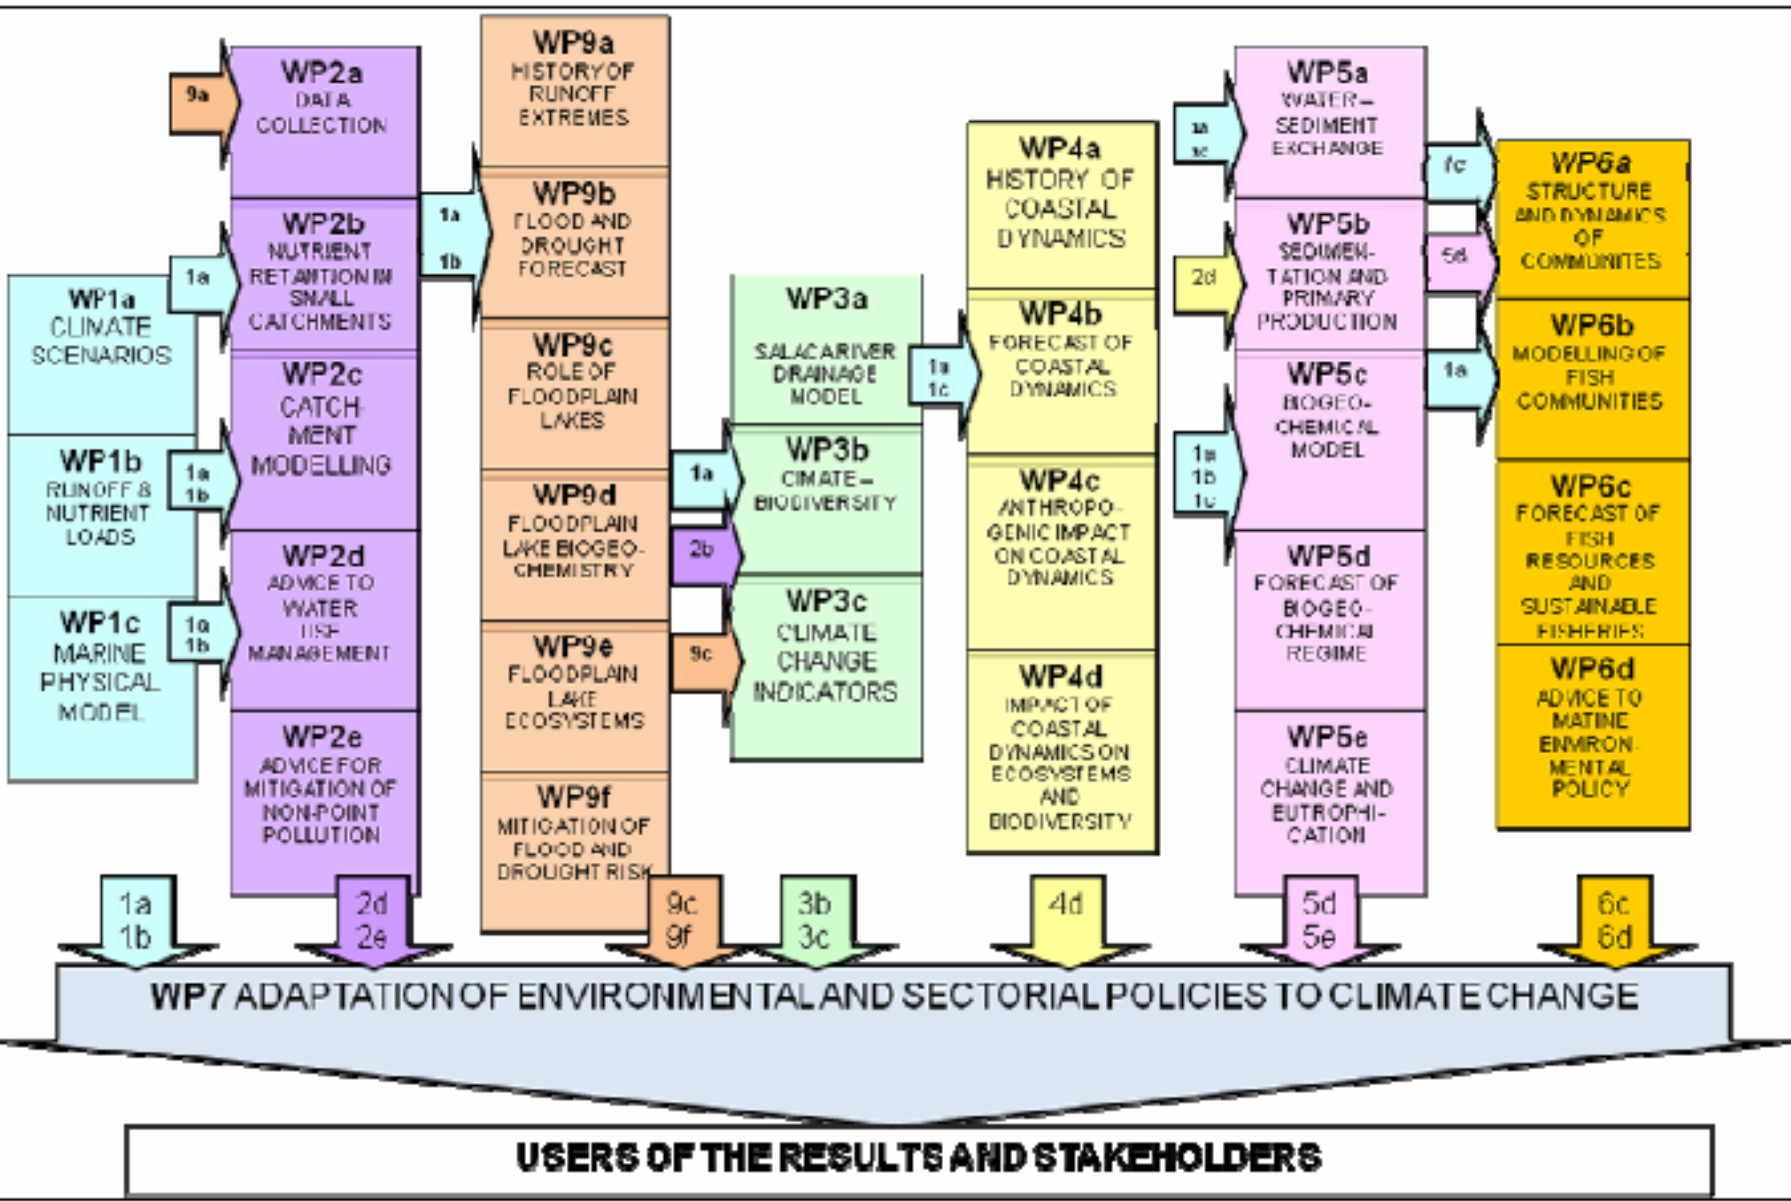 WP1a
CLIMATE
SCENARIOS
WP1b
RUNOFF &
NUTRIENT
LOADS
WP1c
MARINE
PHYSICAL
MODEL
9a
1a
1a
1b
1a
1b
WP2a
DATA
COLLECTION
WP2b
NUTRIENT
RETANTION IN
SMALL
CATCHMENTS
WP2c
CATCH-
MENT
MODELLING
WP2d
ADVICE TO
WATER
USE
MANAGEMENT
WP2e
ADVICE FOR
MITIGATION OF
NON-POINT
POLLUTION
1a
1b
WP9a
HISTORY OF
RUNOFF
EXTREMES
WP9b
FLOOD AND
DROUGHT
FORECAST
WP9c
ROLE OF
FLOODPLAIN
LAKES
WP9d
FLOODPLAIN
LAKE BIOGEO-
CHEMISTRY
WP9e
FLOODPLAIN
LAKE
ECOSYSTEMS
WP9f
MITIGATION OF
FLOOD AND
DROUGHT RISK
1a
2b
9c
WP3a
SALACA RIVER
DRAINAGE
MODEL
WP3b
CIMATE –
BIODIVERSITY
WP3c
CLIMATE
CHANGE
INDICATORS
1a
1c
WP4a
HISTORY OF
COASTAL
DYNAMICS
WP4b
FORECAST OF
COASTAL
DYNAMICS
WP4c
ANTHROPO-
GENIC IMPACT
ON COASTAL
DYNAMICS
WP4d
IMPACT OF
COASTAL
DYNAMICS ON
ECOSYSTEMS
AND
BIODIVERSITY
1a
1c
2d
1a
1b
1c
WP5a
WATER –
SEDIMENT
EXCHANGE
WP5b
SEDIMEN-
TATION AND
PRIMARY
PRODUCTION
WP5c
BIOGEO-
CHEMICAL
MODEL
WP5d
FORECAST OF
BIOGEO-
CHEMICAL
REGIME
WP5e
CLIMATE
CHANGE AND
EUTROPHI-
CATION
1c
5d
1a
WP6a
STRUCTURE
AND DYNAMICS
OF
COMMUNITES
WP6b
MODELLING OF
FISH
COMMUNITIES
WP6c
FORECAST OF
FISH
RESOURCES
AND
SUSTAINABLE
FISHERIES
WP6d
ADVICE TO
MATINE
ENVIRON-
MENTAL
POLICY
1a
1b
2d
2e
9c
9f
3b
3c
4d
5d
5e
6c
6d
WP7 ADAPTATION OF ENVIRONMENTAL AND SECTORIAL POLICIES TO CLIMATE CHANGE
USERS OF THE RESULTS AND STAKEHOLDERS